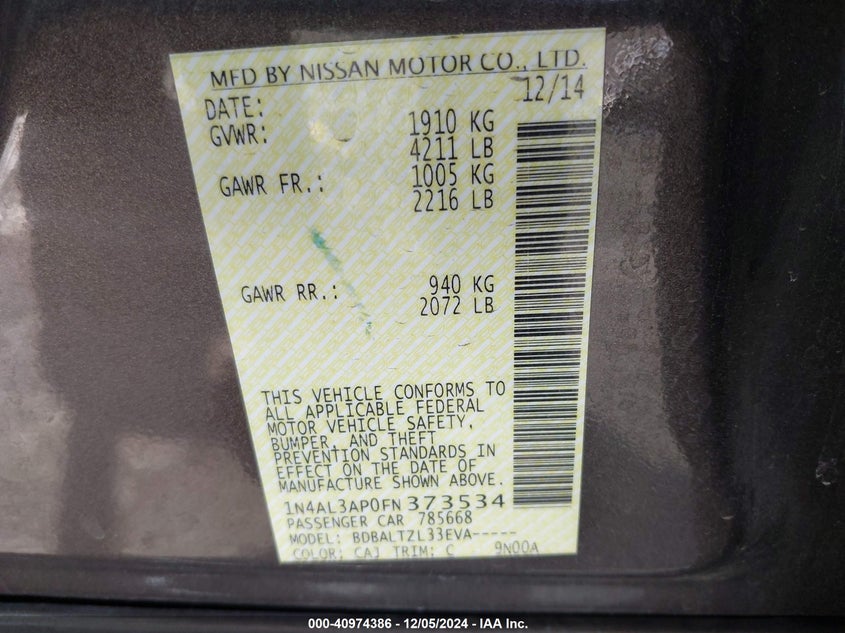 MFD BY NISSAN MOTOR CO., LTD.
DATE: 12/14
GVWR: 1910 KG
4211 LB
GAWR FR.: 1005 KG
2216 LB
GAWR RR.: 940 KG
2072 LB
THIS VEHICLE CONFORMS TO
ALL APPLICABLE FEDERAL
MOTOR VEHICLE SAFETY,
BUMPER, AND THEFT
PREVENTION STANDARDS IN
EFFECT ON THE DATE OF
MANUFACTURE SHOWN ABOVE.
1N4AL3AP0FN373534
PASSENGER CAR 785668
MODEL: BDBALTZL33EVA-----
COLOR: CAJ TRIM: C 9N00A
000-40974386 - 12/05/2024 - IAA Inc.